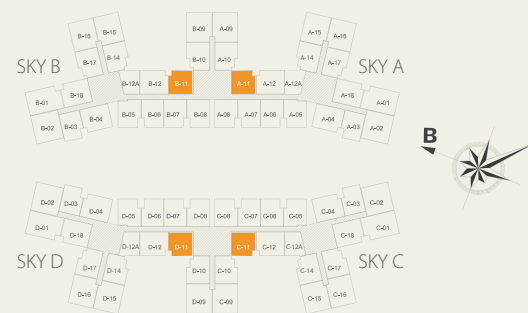 B-09 A-09
B-16 B-15 A-15 A-16
B-14 B-10 A-10 A-14
B-17 A-17
SKY B SKY A
B-12A B-12 B-11 A-11 A-12 A-12A
B-18 A-18
B-01 A-01
B-05 B-06 B-07 B-08 A-08 A-07 A-06 A-05
B-02 B-03 B-04 A-04 A-03 A-02
B
D-02 D-03 D-04 C-04 C-03 C-02
D-05 D-06 D-07 D-08 C-08 C-07 C-06 C-05
D-01 C-01
D-18 C-18
D-12A D-12 D-11 C-11 C-12 C-12A
SKY D SKY C
D-17 D-14 D-10 C-10 C-14 C-17
D-16 D-15 C-15 C-16
D-09 C-09